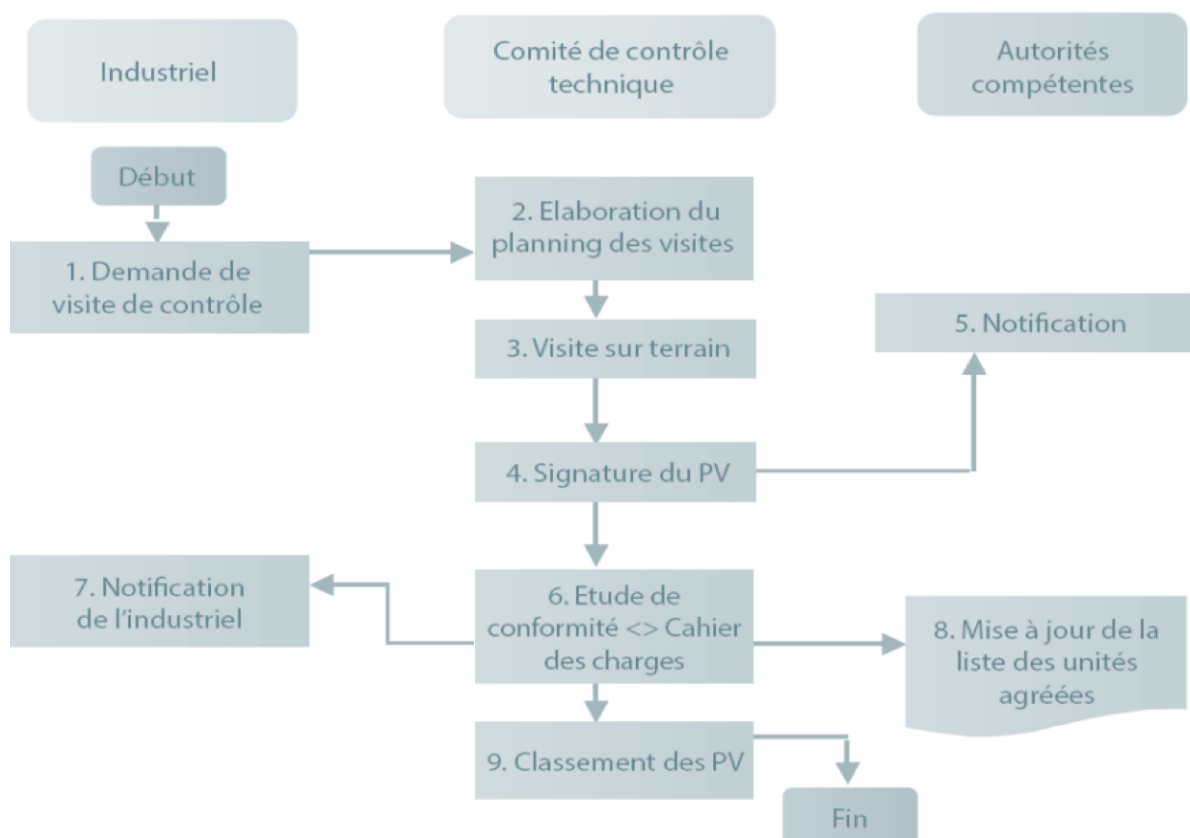 Industriel
Comité de contrôle
technique
Autorités
compétentes
Début
1. Demande de
visite de contrôle
2. Elaboration du
planning des visites
3. Visite sur terrain
4. Signature du PV
5. Notification
6. Etude de
conformité <> Cahier
des charges
7. Notification
de l'industriel
8. Mise à jour de la
liste des unités
agréées
9. Classement des PV
Fin